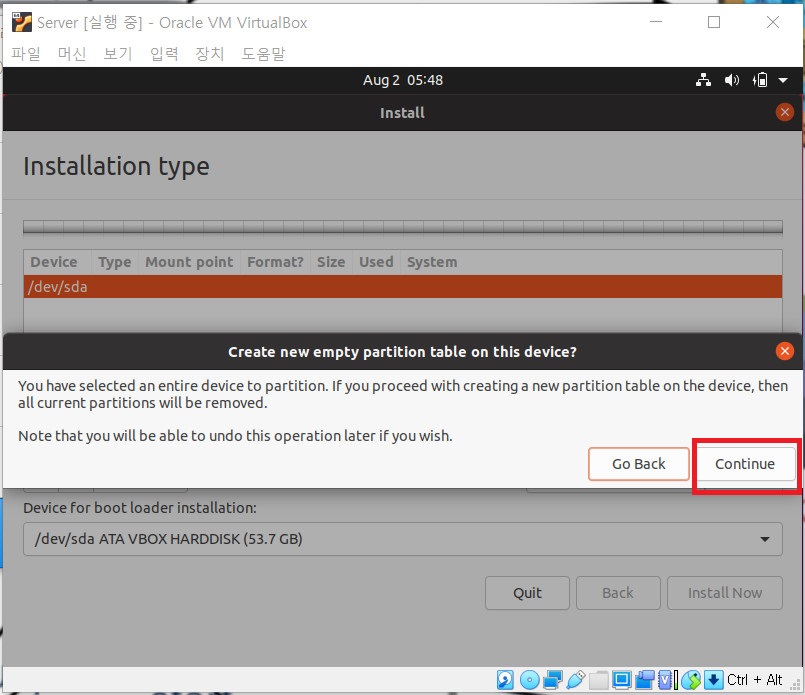 Server [실행 중] - Oracle VM VirtualBox
파일 머신 보기 입력 장치 도움말
Aug 2 05:48
Install
Installation type
Device Type Mount point Format? Size Used System
/dev/sda
Create new empty partition table on this device?
You have selected an entire device to partition. If you proceed with creating a new partition table on the device, then
all current partitions will be removed.
Note that you will be able to undo this operation later if you wish.
Go Back Continue
Device for boot loader installation:
/dev/sda ATA VBOX HARDDISK (53.7 GB)
Quit Back Install Now
Ctrl + Alt